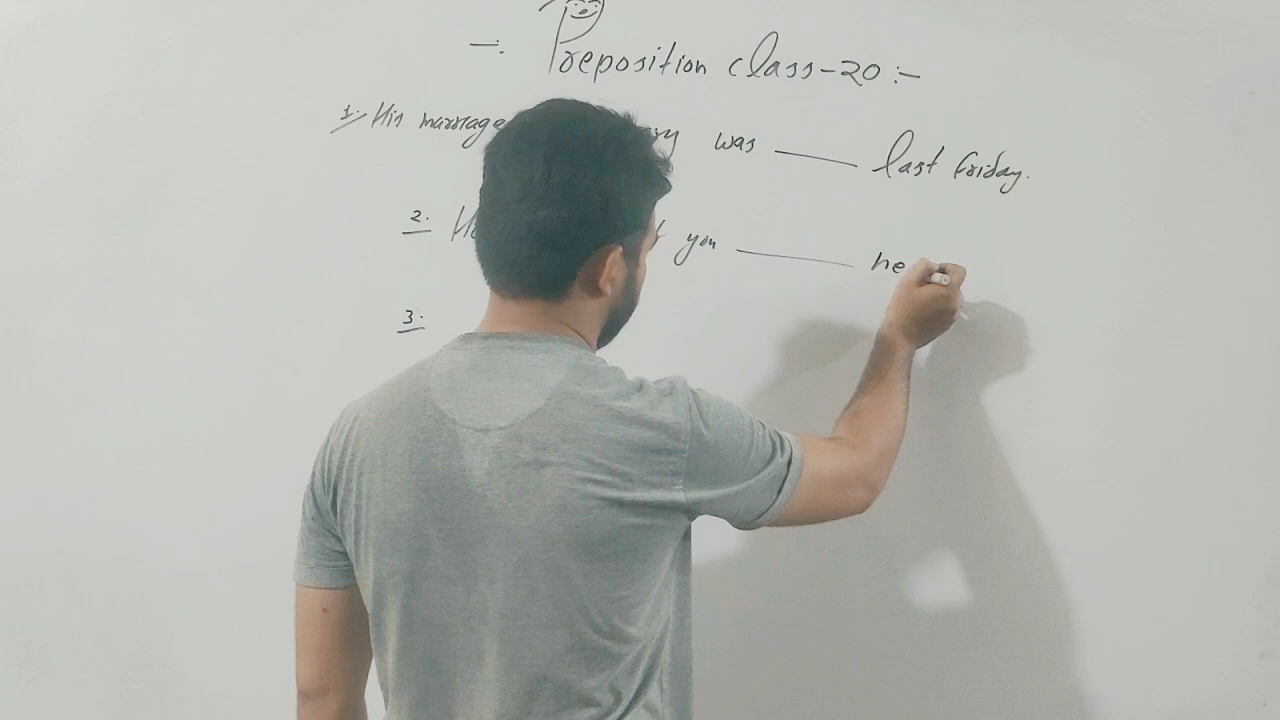 -: Preposition class-20 :-
1. His marriage was ____ last Friday.
2. you ____ he
3.